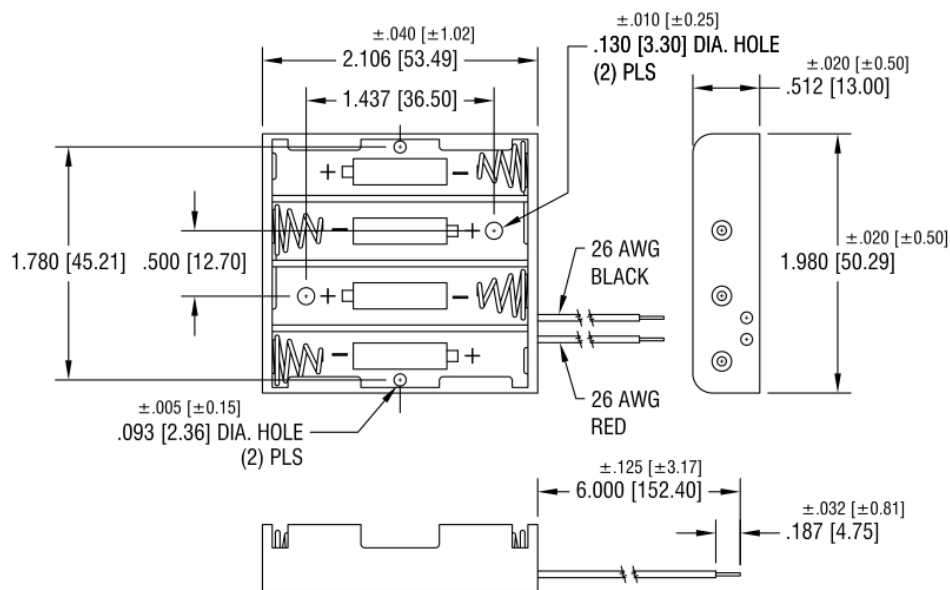 ±.040 [±1.02]
2.106 [53.49]
1.437 [36.50]
±.010 [±0.25]
.130 [3.30] DIA. HOLE
(2) PLS
±.020 [±0.50]
.512 [13.00]
+ −
− +
+ −
− +
1.780 [45.21]
.500 [12.70]
26 AWG
BLACK
±.020 [±0.50]
1.980 [50.29]
±.005 [±0.15]
.093 [2.36] DIA. HOLE
(2) PLS
26 AWG
RED
±.125 [±3.17]
6.000 [152.40]
±.032 [±0.81]
.187 [4.75]